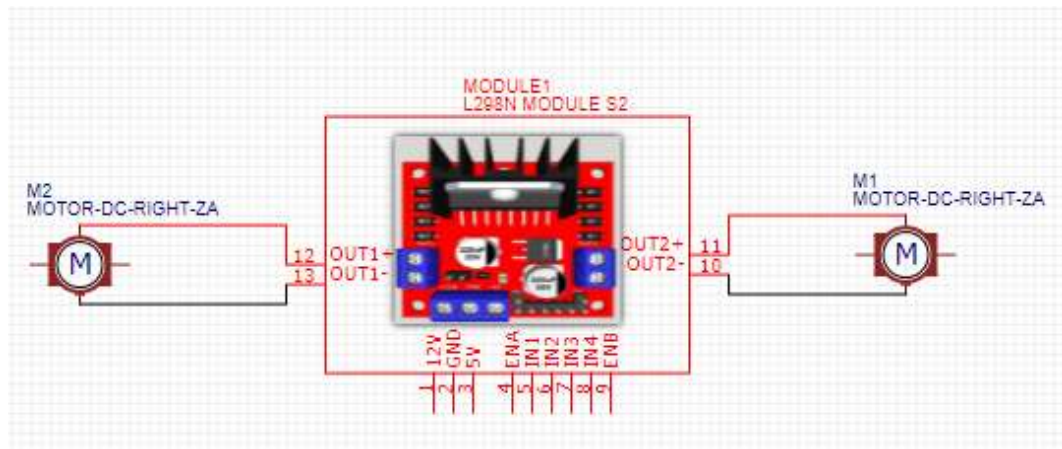 MODULE1
L298N MODULE S2
M2
MOTOR-DC-RIGHT-ZA
M1
MOTOR-DC-RIGHT-ZA
M
M
12 OUT1+
13 OUT1-
OUT2+ 11
OUT2- 10
12V
GND
5V
ENA
IN1
IN2
IN3
IN4
ENB
1
2
3
4
5
6
7
8
9